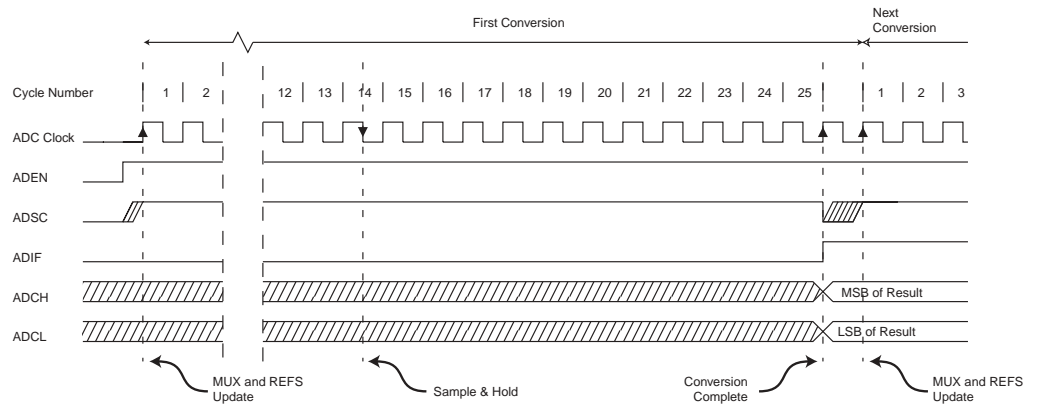 First Conversion
Next
Conversion
Cycle Number 1 2 12 13 14 15 16 17 18 19 20 21 22 23 24 25 1 2 3
ADC Clock
ADEN
ADSC
ADIF
ADCH MSB of Result
ADCL LSB of Result
MUX and REFS
Update
Sample & Hold
Conversion
Complete
MUX and REFS
Update